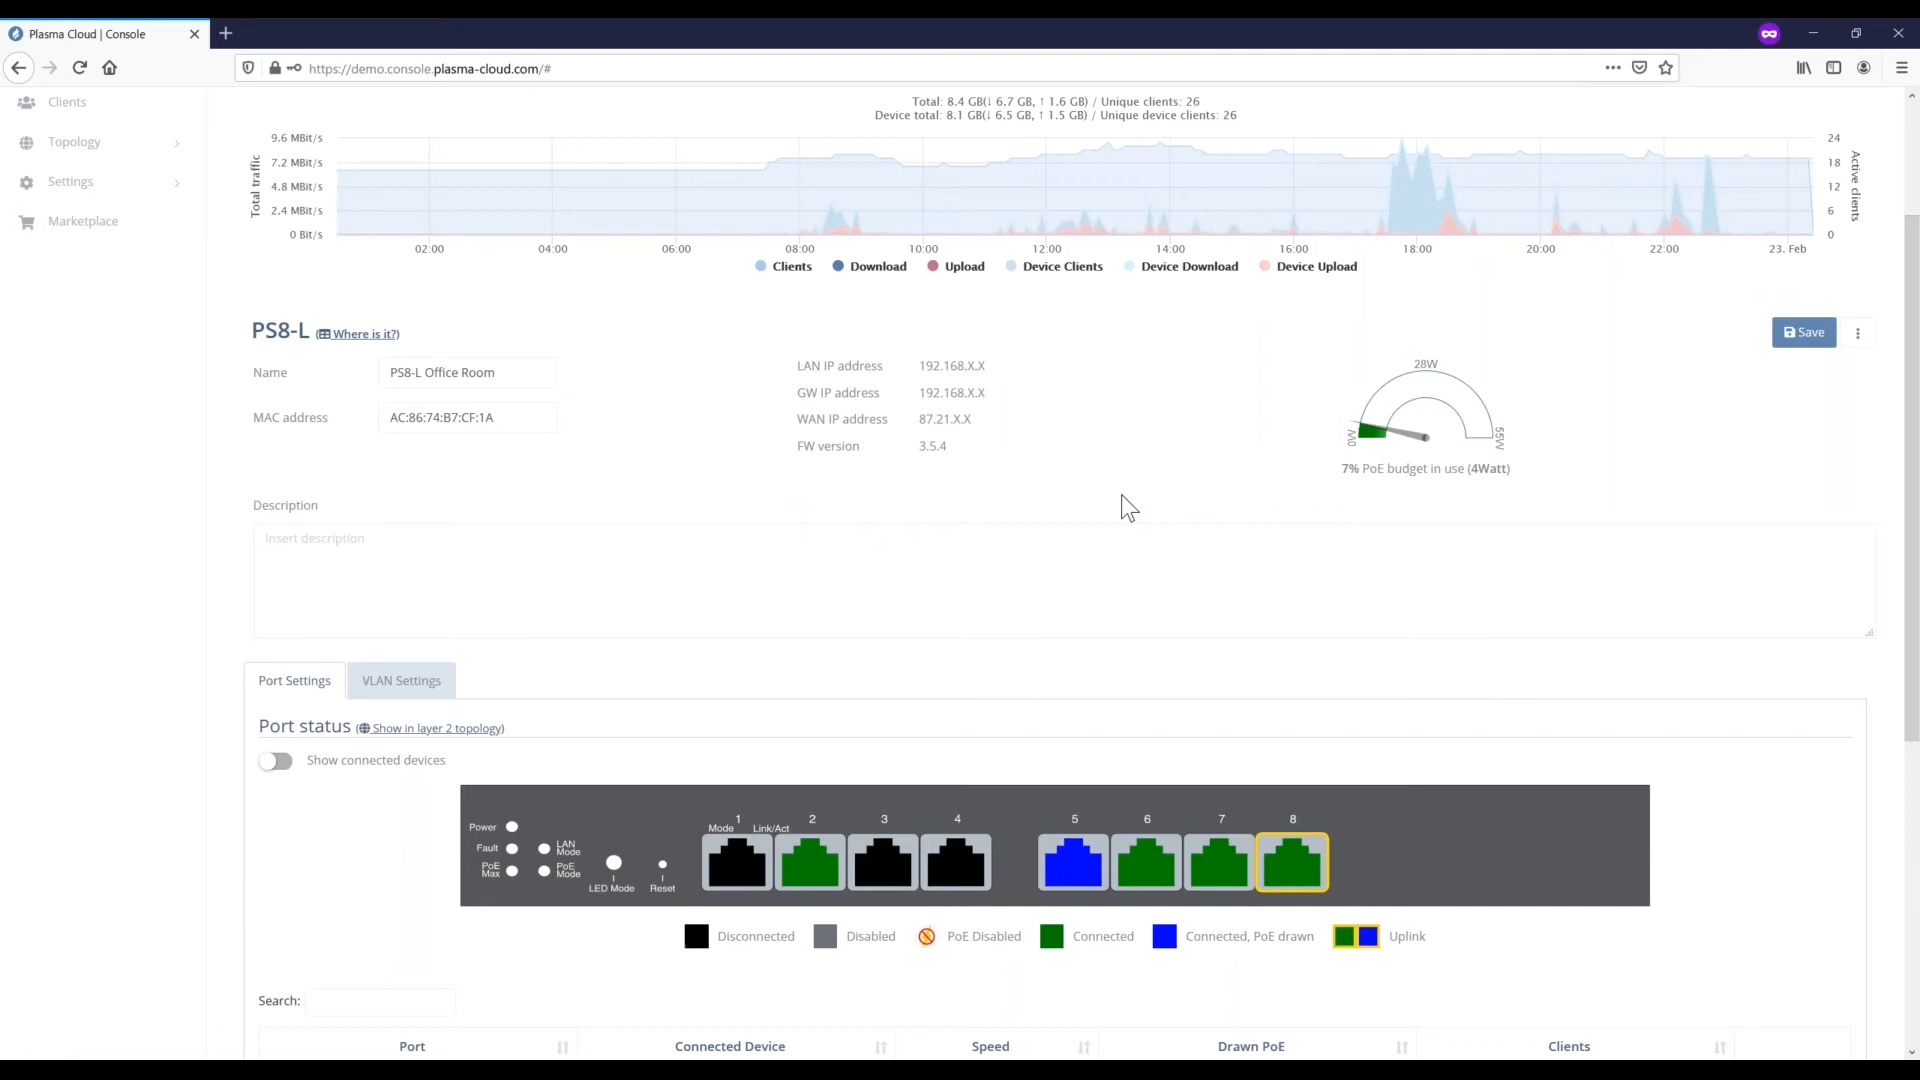 Plasma Cloud | Console
https://demo.console.plasma-cloud.com/#
Clients
Topology
Settings
Marketplace
Total: 8.4 GB(↓ 6.7 GB, ↑ 1.6 GB) / Unique clients: 26
Device total: 8.1 GB(↓ 6.5 GB, ↑ 1.5 GB) / Unique device clients: 26
Total traffic
9.6 MBit/s
7.2 MBit/s
4.8 MBit/s
2.4 MBit/s
0 Bit/s
24
18
12
6
0
Active clients
02:00 04:00 06:00 08:00 10:00 12:00 14:00 16:00 18:00 20:00 22:00 23. Feb
Clients Download Upload Device Clients Device Download Device Upload
PS8-L (Where is it?)
Save
Name PS8-L Office Room
MAC address AC:86:74:B7:CF:1A
LAN IP address 192.168.X.X
GW IP address 192.168.X.X
WAN IP address 87.21.X.X
FW version 3.5.4
28W
0W
55W
7% PoE budget in use (4Watt)
Description
Insert description
Port Settings VLAN Settings
Port status (Show in layer 2 topology)
Show connected devices
Power
Fault
PoE Max
LAN Mode
PoE Mode
LED Mode
Reset
Mode Link/Act
1 2 3 4 5 6 7 8
Disconnected Disabled PoE Disabled Connected Connected, PoE drawn Uplink
Search:
Port Connected Device Speed Drawn PoE Clients